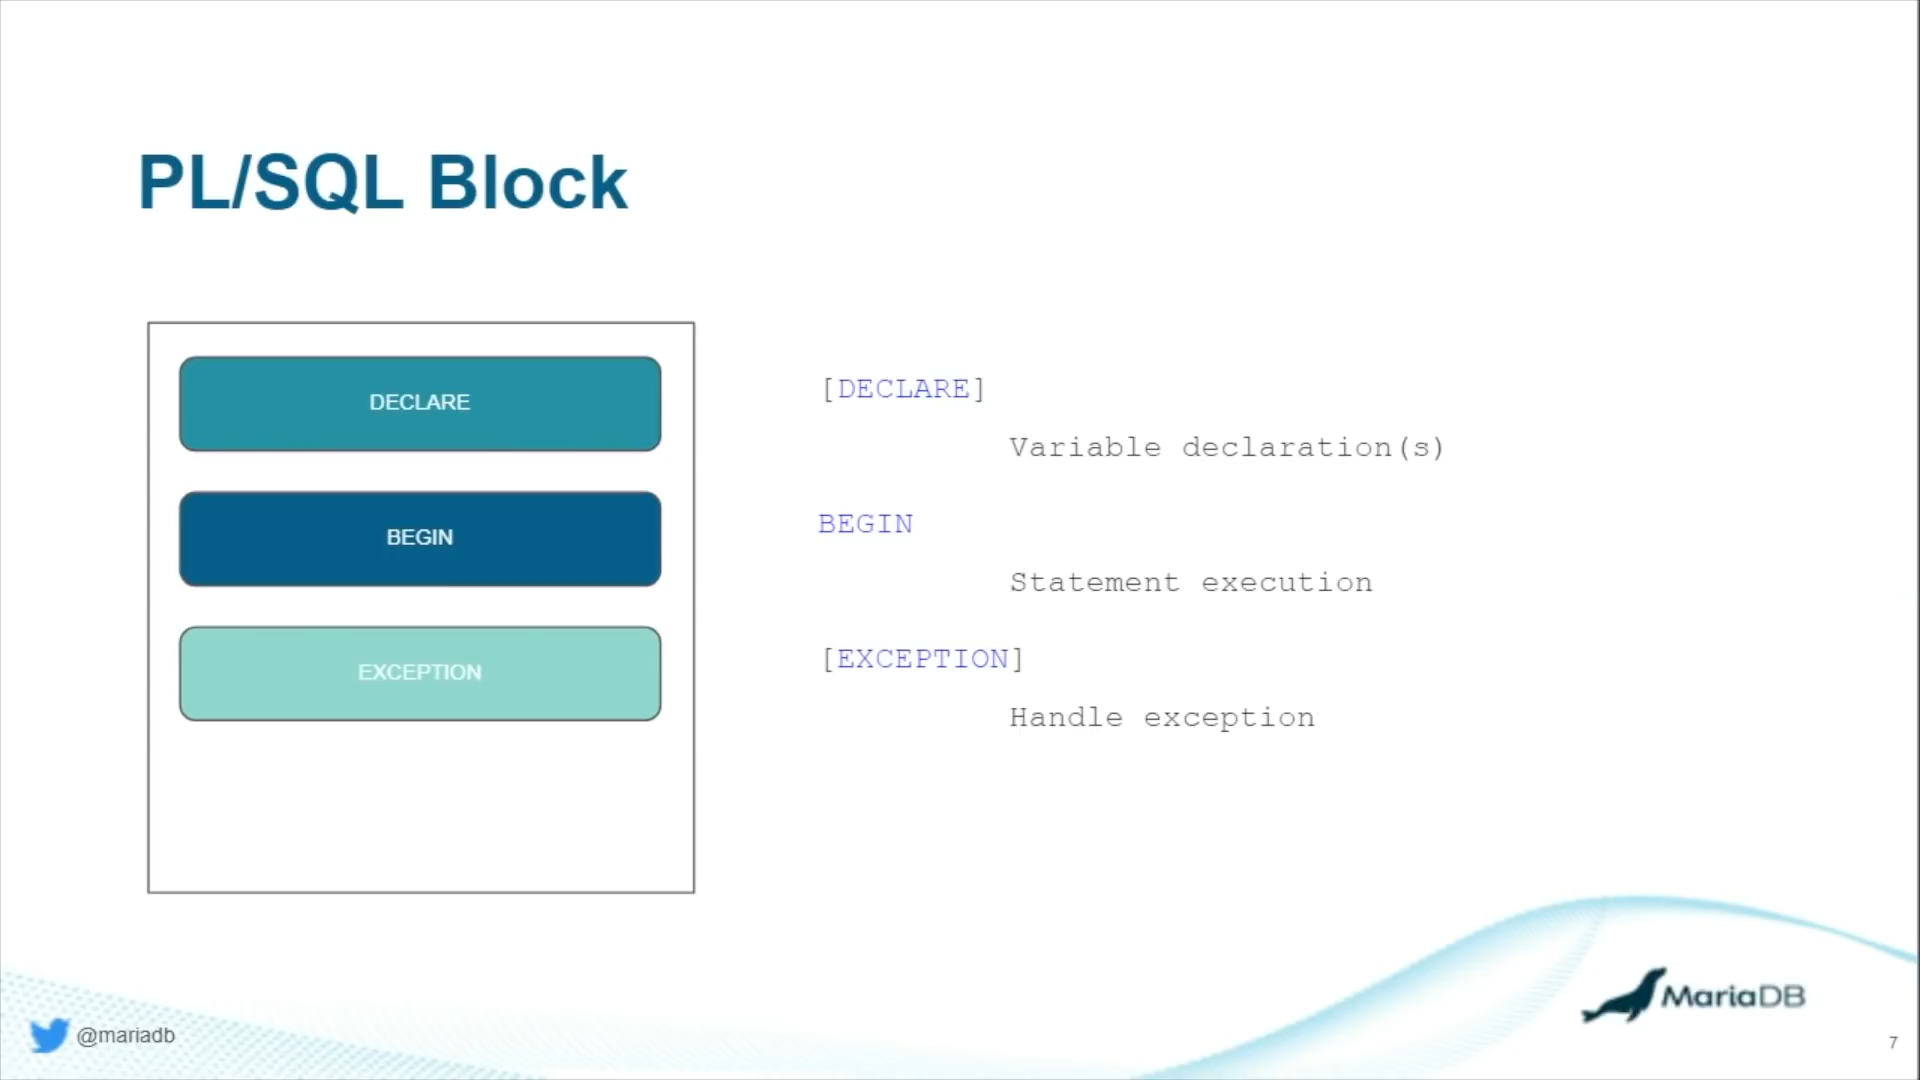 PL/SQL Block
DECLARE
BEGIN
EXCEPTION
[DECLARE]
Variable declaration(s)
BEGIN
Statement execution
[EXCEPTION]
Handle exception
@mariadb
MariaDB
7